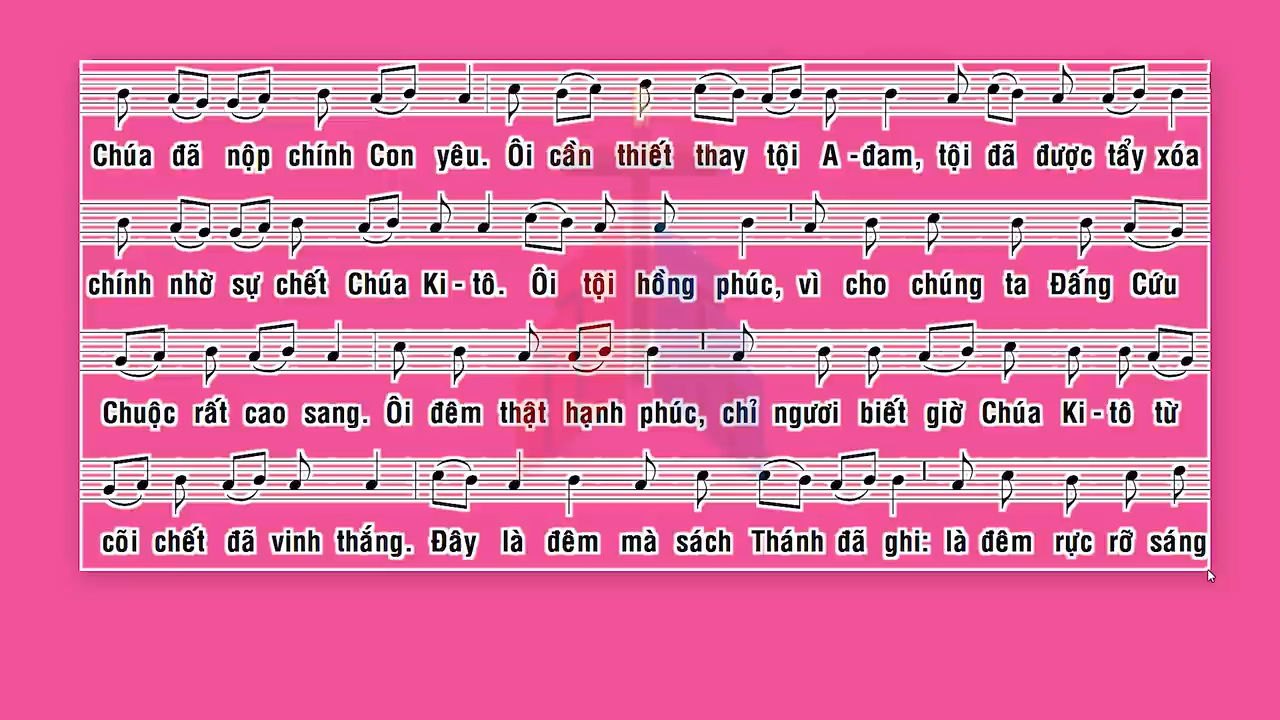 Chúa đã nộp chính Con yêu. Ôi cần thiết thay tội A - đam, tội đã được tẩy xóa
chính nhờ sự chết Chúa Ki - tô. Ôi tội hồng phúc, vì cho chúng ta Đấng Cứu
Chuộc rất cao sang. Ôi đêm thật hạnh phúc, chỉ ngươi biết giờ Chúa Ki - tô từ
cõi chết đã vinh thắng. Đây là đêm mà sách Thánh đã ghi: là đêm rực rỡ sáng